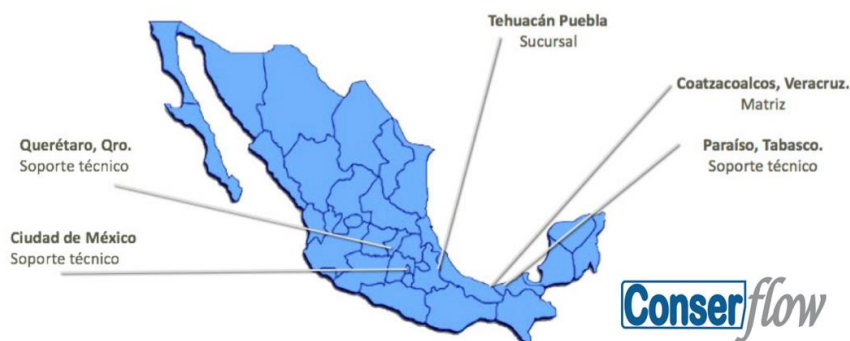 Tehuacán Puebla
Sucursal
Coatzacoalcos, Veracruz.
Matriz
Querétaro, Qro.
Soporte técnico
Paraíso, Tabasco.
Soporte técnico
Ciudad de México
Soporte técnico
Conserflow